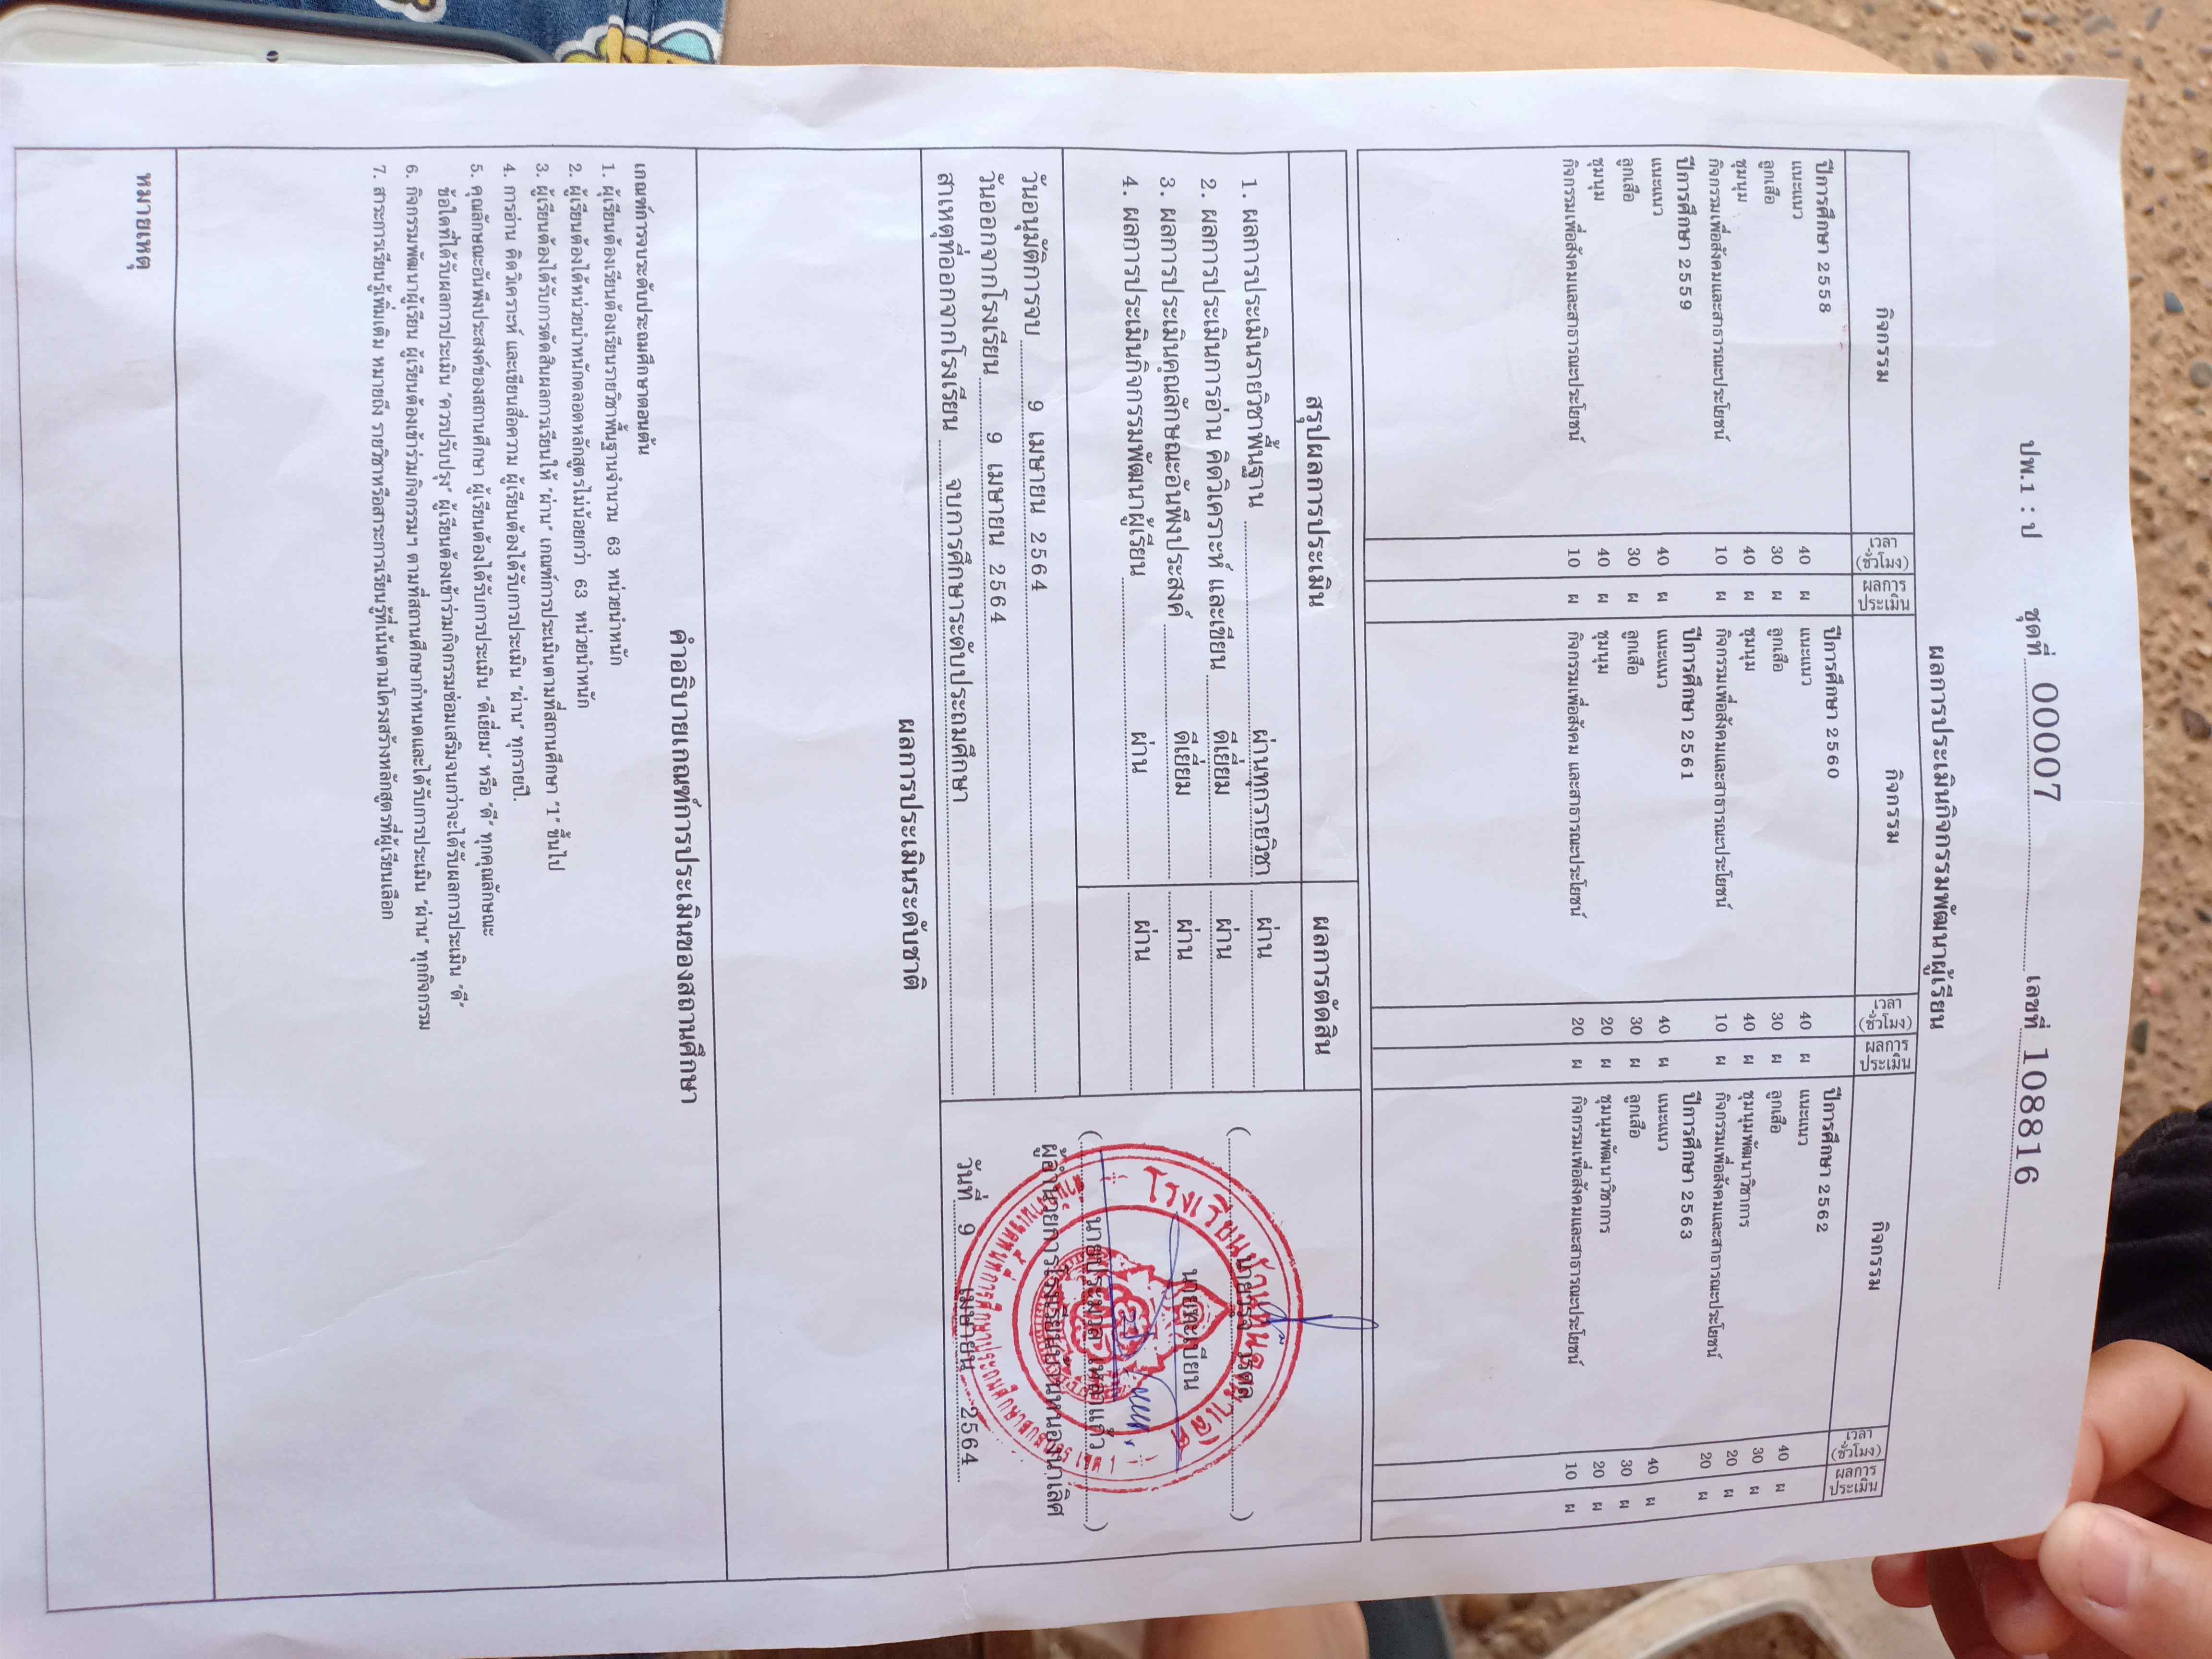 ปพ.1 : ป ชุดที่ 00007 เลขที่ 108816
ผลการประเมินกิจกรรมพัฒนาผู้เรียน
กิจกรรม เวลา (ชั่วโมง) ผลการประเมิน กิจกรรม เวลา (ชั่วโมง) ผลการประเมิน กิจกรรม เวลา (ชั่วโมง) ผลการประเมิน
ปีการศึกษา 2558 ปีการศึกษา 2560 ปีการศึกษา 2562
แนะแนว 40 ผ แนะแนว 40 ผ แนะแนว 40 ผ
ลูกเสือ 30 ผ ลูกเสือ 30 ผ ลูกเสือ 30 ผ
ชุมนุม 40 ผ ชุมนุม 40 ผ ชุมนุมพัฒนาวิชาการ 20 ผ
กิจกรรมเพื่อสังคมและสาธารณะประโยชน์ 10 ผ กิจกรรมเพื่อสังคมและสาธารณะประโยชน์ 10 ผ กิจกรรมเพื่อสังคมและสาธารณะประโยชน์ 20 ผ
ปีการศึกษา 2559 ปีการศึกษา 2561 ปีการศึกษา 2563
แนะแนว 40 ผ แนะแนว 40 ผ แนะแนว 40 ผ
ลูกเสือ 30 ผ ลูกเสือ 30 ผ ลูกเสือ 30 ผ
ชุมนุม 40 ผ ชุมนุม 20 ผ ชุมนุมพัฒนาวิชาการ 20 ผ
กิจกรรมเพื่อสังคมและสาธารณะประโยชน์ 10 ผ กิจกรรมเพื่อสังคม และสาธารณะประโยชน์ 20 ผ กิจกรรมเพื่อสังคมและสาธารณะประโยชน์ 10 ผ
สรุปผลการประเมิน ผลการตัดสิน
1. ผลการประเมินรายวิชาพื้นฐาน ผ่านทุกรายวิชา ผ่าน
2. ผลการประเมินการอ่าน คิดวิเคราะห์ และเขียน ดีเยี่ยม ผ่าน
3. ผลการประเมินคุณลักษณะอันพึงประสงค์ ดีเยี่ยม ผ่าน
4. ผลการประเมินกิจกรรมพัฒนาผู้เรียน ผ่าน ผ่าน
วันอนุมัติการจบ 9 เมษายน 2564
วันออกจากโรงเรียน 9 เมษายน 2564
สาเหตุที่ออกจากโรงเรียน จบการศึกษาระดับประถมศึกษา
นายทะเบียน
(นายประมวล เหล่าแก้ว)
ผู้อำนวยการโรงเรียนบ้านหนองนาเลิศ
วันที่ 9 เมษายน 2564
ผลการประเมินระดับชาติ
คำอธิบายเกณฑ์การประเมินของสถานศึกษา
เกณฑ์การจบระดับประถมศึกษาตอนต้น
1. ผู้เรียนต้องเรียนต้องเรียนรายวิชาพื้นฐานจำนวน 63 หน่วยน้ำหนัก
2. ผู้เรียนต้องได้หน่วยน้ำหนักตลอดหลักสูตรไม่น้อยกว่า 63 หน่วยน้ำหนัก
3. ผู้เรียนต้องได้รับการตัดสินผลการเรียนให้ "ผ่าน" เกณฑ์การประเมินตามที่สถานศึกษา "1" ขึ้นไป
4. การอ่าน คิดวิเคราะห์ และเขียนสื่อความ ผู้เรียนต้องได้รับการประเมิน "ผ่าน" ทุกรายปี.
5. คุณลักษณะอันพึงประสงค์ของสถานศึกษา ผู้เรียนต้องได้รับการประเมิน "ดีเยี่ยม" หรือ "ดี" ทุกคุณลักษณะ
ข้อใดที่ได้รับผลการประเมิน "ควรปรับปรุง" ผู้เรียนต้องเข้าร่วมกิจกรรมซ่อมเสริมจนกว่าจะได้รับผลการประเมิน "ดี"
6. กิจกรรมพัฒนาผู้เรียน ผู้เรียนต้องเข้าร่วมกิจกรรมฯ ตามที่สถานศึกษากำหนดและได้รับการประเมิน "ผ่าน" ทุกกิจกรรม
7. สาระการเรียนรู้เพิ่มเติม หมายถึง รายวิชาหรือสาระการเรียนรู้ที่เน้นตามโครงสร้างหลักสูตรที่ผู้เรียนเลือก
หมายเหตุ